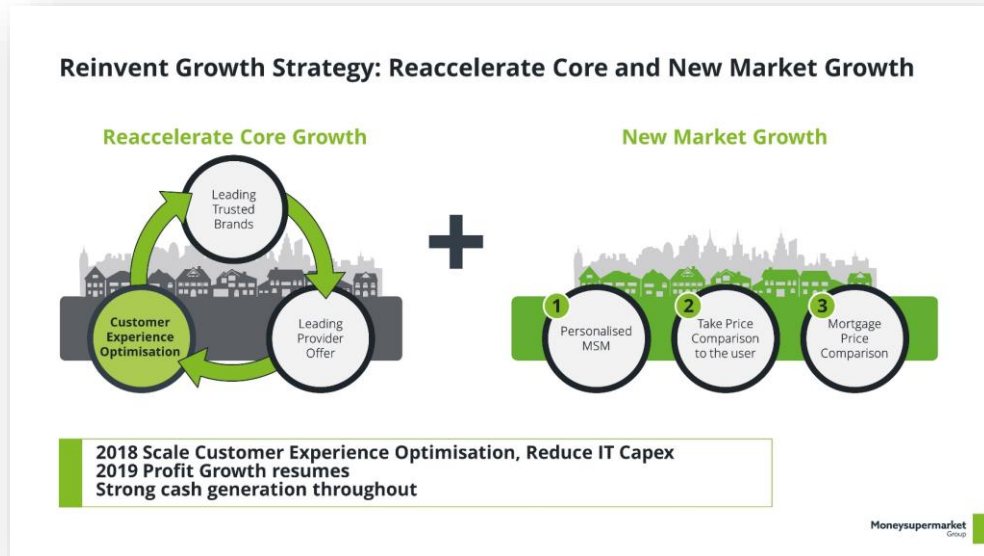 Reinvent Growth Strategy: Reaccelerate Core and New Market Growth
Reaccelerate Core Growth
Leading
Trusted
Brands
Customer
Experience
Optimisation
Leading
Provider
Offer
+
New Market Growth
1
Personalised
MSM
2
Take Price
Comparison
to the user
3
Mortgage
Price
Comparison
2018 Scale Customer Experience Optimisation, Reduce IT Capex
2019 Profit Growth resumes
Strong cash generation throughout
Moneysupermarket
Group